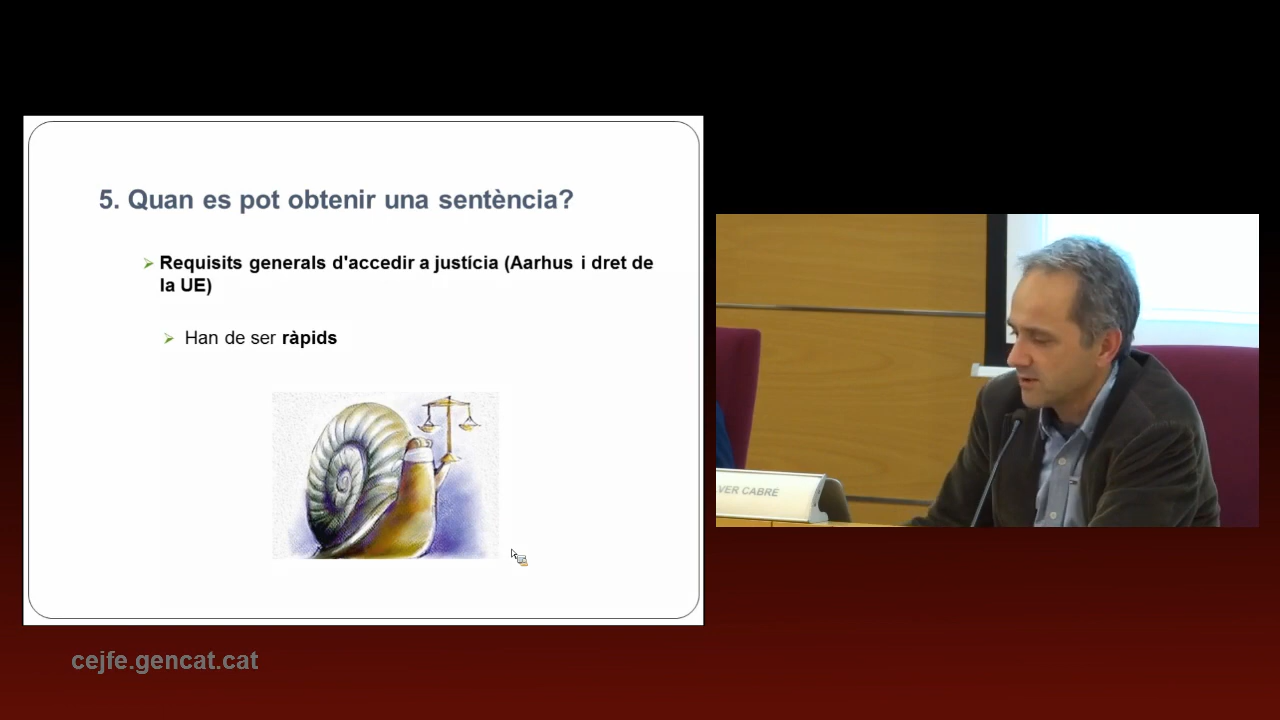 5. Quan es pot obtenir una sentència?
Requisits generals d'accedir a justícia (Aarhus i dret de
la UE)
Han de ser ràpids
VER CABRÉ
cejfe.gencat.cat